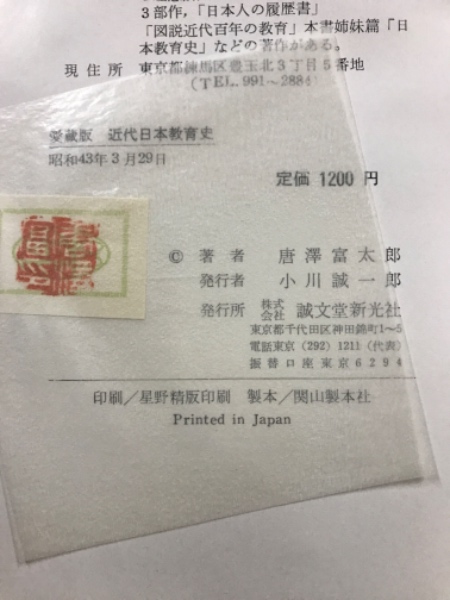 3部作，「日本人の履歴書」
「図説近代百年の教育」本書姉妹篇「日
本教育史」などの著作がある。
現住所 東京都練馬区豊玉北3丁目5番地
(TEL. 991～2884)
愛蔵版 近代日本教育史
昭和43年3月29日
定価 1200 円
© 著者 唐澤富太郎
発行者 小川誠一郎
発行所 株式会社 誠文堂新光社
東京都千代田区神田錦町1～5
電話東京 (292) 1211 (代表)
振替口座東京 6294
印刷／星野精版印刷 製本／関山製本社
Printed in Japan